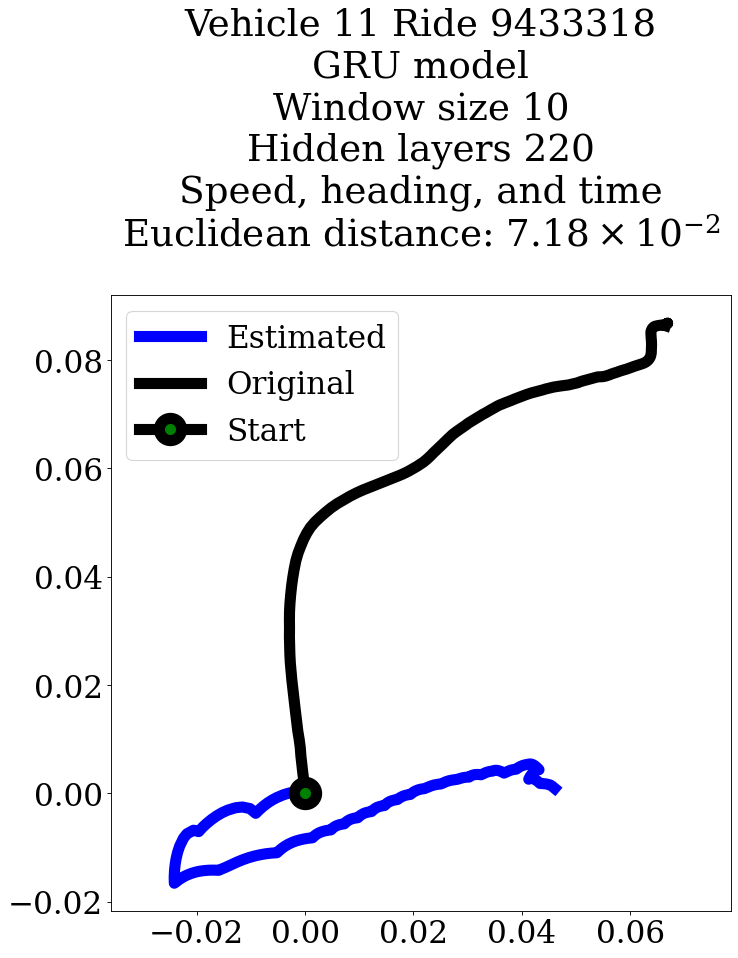 Vehicle 11 Ride 9433318
GRU model
Window size 10
Hidden layers 220
Speed, heading, and time
Euclidean distance: 7.18 × 10⁻²
Estimated
Original
Start
0.08
0.06
0.04
0.02
0.00
−0.02
−0.02 0.00 0.02 0.04 0.06